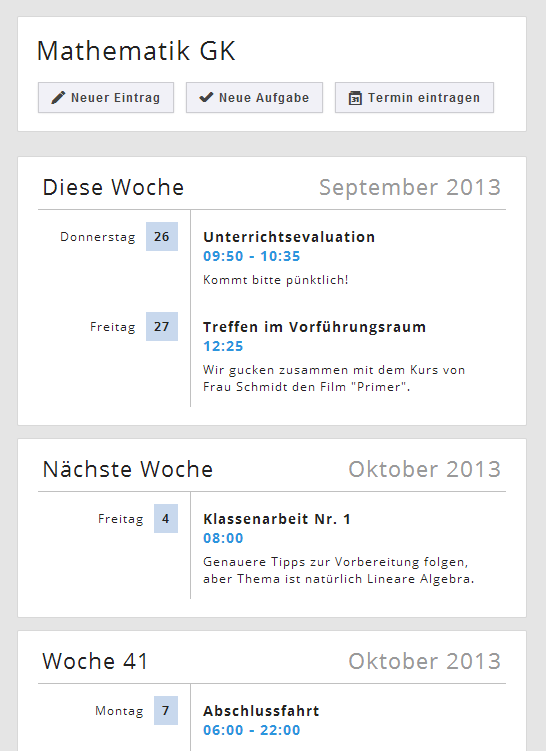 Mathematik GK
Neuer Eintrag Neue Aufgabe 31 Termin eintragen
Diese Woche September 2013
Donnerstag 26 Unterrichtsevaluation
09:50 - 10:35
Kommt bitte pünktlich!
Freitag 27 Treffen im Vorführungsraum
12:25
Wir gucken zusammen mit dem Kurs von
Frau Schmidt den Film "Primer".
Nächste Woche Oktober 2013
Freitag 4 Klassenarbeit Nr. 1
08:00
Genauere Tipps zur Vorbereitung folgen,
aber Thema ist natürlich Lineare Algebra.
Woche 41 Oktober 2013
Montag 7 Abschlussfahrt
06:00 - 22:00